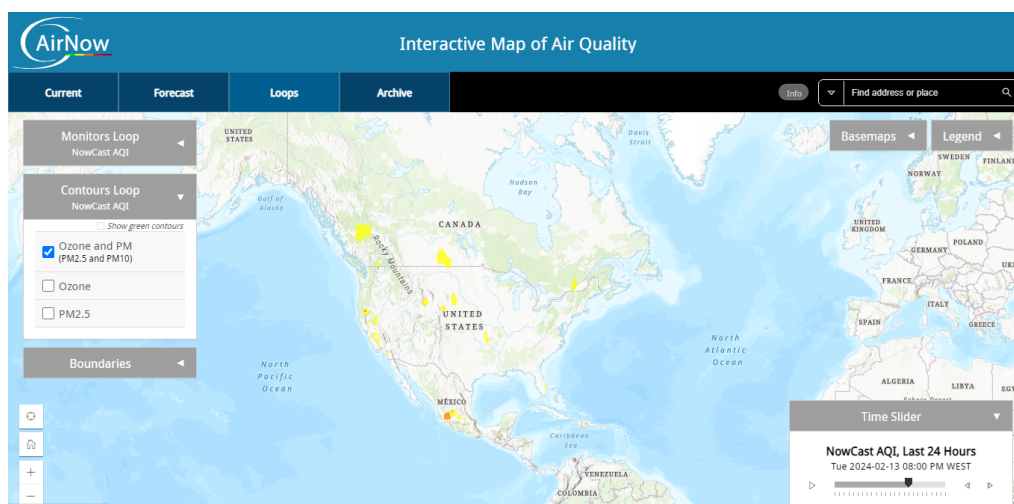 AirNow
Interactive Map of Air Quality
Current
Forecast
Loops
Archive
Info
Find address or place
Monitors Loop
NowCast AQI
Contours Loop
NowCast AQI
Show green contours
Ozone and PM
(PM2.5 and PM10)
Ozone
PM2.5
Boundaries
Basemaps
Legend
UNITED
STATES
Davis
Strait
Hudson
Bay
Gulf of
Alaska
CANADA
Rocky Mountains
UNITED
STATES
North
Pacific
Ocean
North
Atlantic
Ocean
MÉXICO
Caribbean
Sea
VENEZUELA
COLOMBIA
SWEDEN
FINLAN
NORWAY
UNITED
KINGDOM
POLAND
GERMANY
UK
FRANCE
ITALY
SPAIN
GREECE
ALGERIA
LIBYA
EGY
Time Slider
NowCast AQI, Last 24 Hours
Tue 2024-02-13 08:00 PM WEST